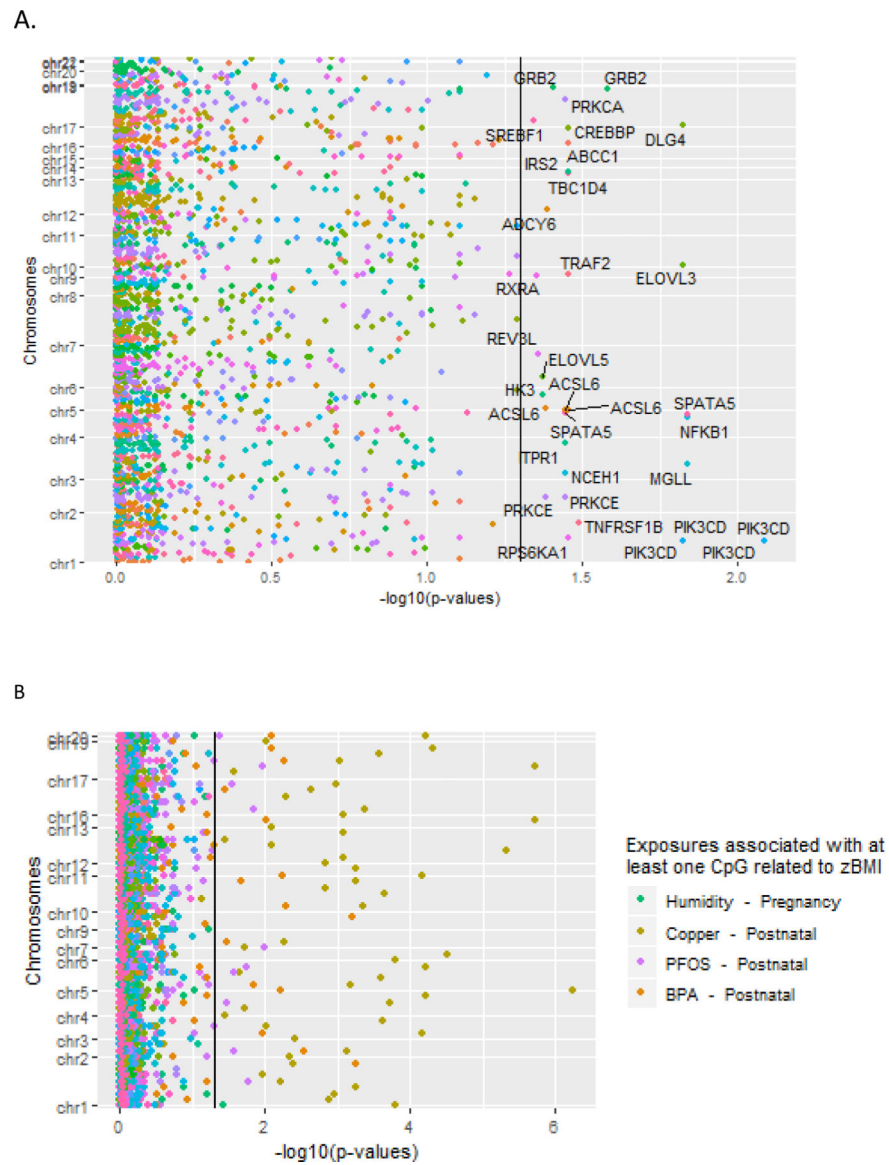 A.
chr22
chr20
chr19
chr17
chr16
chr15
chr14
chr13
chr12
chr11
chr10
chr9
chr8
chr7
chr6
chr5
chr4
chr3
chr2
chr1
Chromosomes
GRB2 GRB2
PRKCA
SREBF1 CREBBP DLG4
IRS2 ABCC1
TBC1D4
ADCY6
TRAF2
RXRA ELOVL3
REV3L
ELOVL5
HK3 ACSL6
ACSL6 ACSL6 SPATA5
SPATA5 NFKB1
ITPR1
NCEH1 MGLL
PRKCE PRKCE
TNFRSF1B PIK3CD PIK3CD
RPS6KA1 PIK3CD PIK3CD
0.0 0.5 1.0 1.5 2.0
-log10(p-values)
B
chr20
chr19
chr17
chr16
chr13
chr12
chr11
chr10
chr9
chr7
chr6
chr5
chr4
chr3
chr2
chr1
Chromosomes
0 2 4 6
-log10(p-values)
Exposures associated with at
least one CpG related to zBMI
Humidity - Pregnancy
Copper - Postnatal
PFOS - Postnatal
BPA - Postnatal